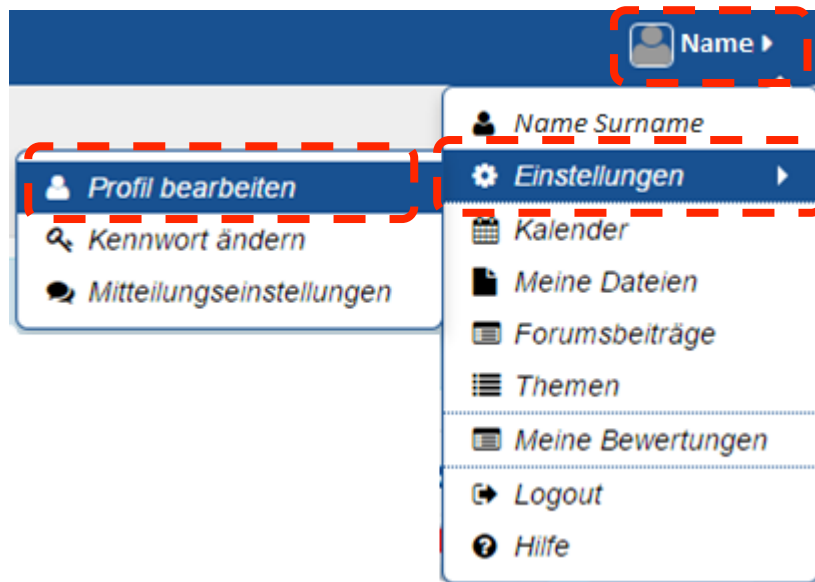 Name
Name Surname
Einstellungen
Profil bearbeiten
Kennwort ändern
Mitteilungseinstellungen
Kalender
Meine Dateien
Forumsbeiträge
Themen
Meine Bewertungen
Logout
Hilfe